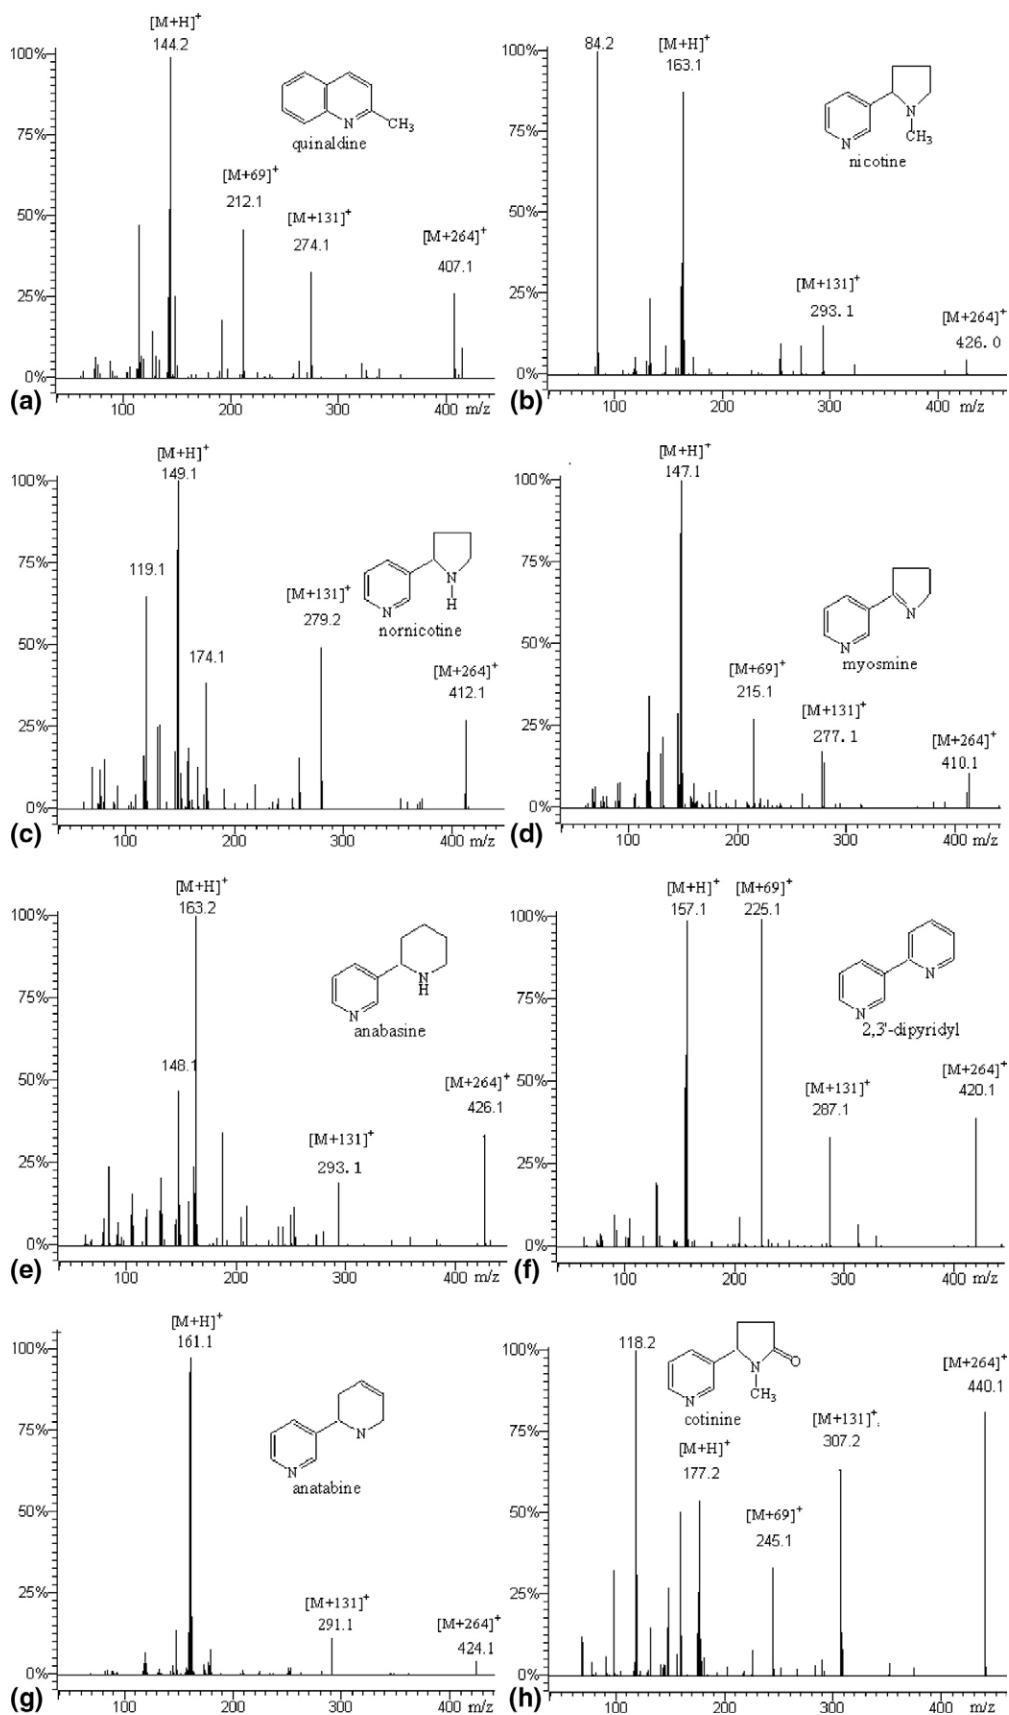 [M+H]+
144.2
100%
75%
50%
25%
0%
N
CH3
quinaldine
[M+69]+
212.1
[M+131]+
274.1
[M+264]+
407.1
(a)
100 200 300 400 m/z
84.2
[M+H]+
163.1
100%
75%
50%
25%
0%
N
N
CH3
nicotine
[M+131]+
293.1
[M+264]+
426.0
(b)
100 200 300 400 m/z
[M+H]+
149.1
100%
75%
50%
25%
0%
119.1
174.1
N
N
H
nornicotine
[M+131]+
279.2
[M+264]+
412.1
(c)
100 200 300 400 m/z
[M+H]+
147.1
100%
75%
50%
25%
0%
N
N
myosmine
[M+69]+
215.1
[M+131]+
277.1
[M+264]+
410.1
(d)
100 200 300 400 m/z
[M+H]+
163.2
100%
75%
50%
25%
0%
148.1
N
H
N
anabasine
[M+131]+
293.1
[M+264]+
426.1
(e)
100 200 300 400 m/z
[M+H]+ [M+69]+
157.1 225.1
100%
75%
50%
25%
0%
N
N
2,3'-dipyridyl
[M+131]+
287.1
[M+264]+
420.1
(f)
100 200 300 400 m/z
[M+H]+
161.1
100%
75%
50%
25%
0%
N
N
anatabine
[M+131]+
291.1
[M+264]+
424.1
(g)
100 200 300 400 m/z
118.2
100%
75%
50%
25%
0%
N
O
CH3
N
cotinine
[M+H]+
177.2
[M+69]+
245.1
[M+131]+
307.2
[M+264]+
440.1
(h)
100 200 300 400 m/z